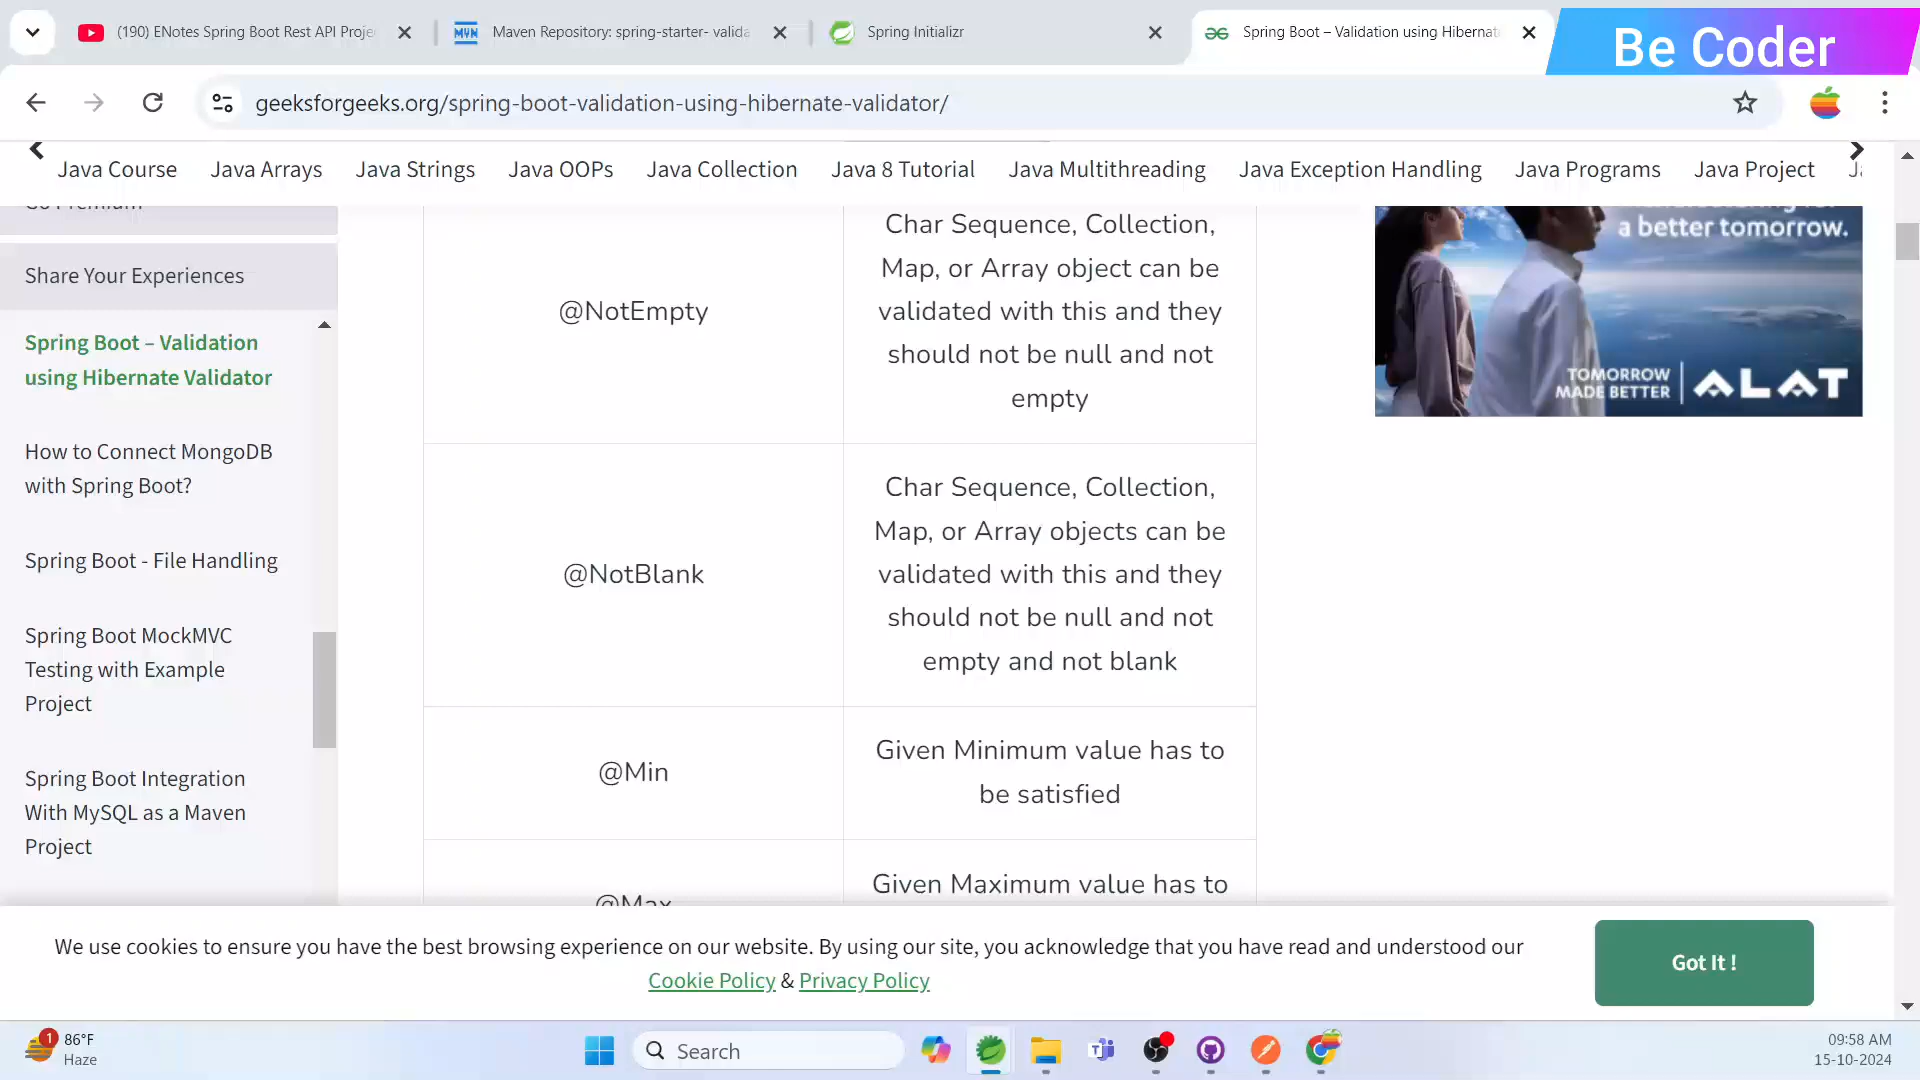 (190) ENotes Spring Boot Rest API Proje
Maven Repository: spring-starter- valida
Spring Initializr
Spring Boot – Validation using Hibernat
Be Coder
geeksforgeeks.org/spring-boot-validation-using-hibernate-validator/
Java Course
Java Arrays
Java Strings
Java OOPs
Java Collection
Java 8 Tutorial
Java Multithreading
Java Exception Handling
Java Programs
Java Project
Go Premium
Share Your Experiences
Spring Boot – Validation
using Hibernate Validator
How to Connect MongoDB
with Spring Boot?
Spring Boot - File Handling
Spring Boot MockMVC
Testing with Example
Project
Spring Boot Integration
With MySQL as a Maven
Project
@NotEmpty
Char Sequence, Collection,
Map, or Array object can be
validated with this and they
should not be null and not
empty
@NotBlank
Char Sequence, Collection,
Map, or Array objects can be
validated with this and they
should not be null and not
empty and not blank
@Min
Given Minimum value has to
be satisfied
@Max
Given Maximum value has to
a better tomorrow.
TOMORROW
MADE BETTER
ALAT
We use cookies to ensure you have the best browsing experience on our website. By using our site, you acknowledge that you have read and understood our
Cookie Policy & Privacy Policy
Got It !
1
86°F
Haze
Search
09:58 AM
15-10-2024